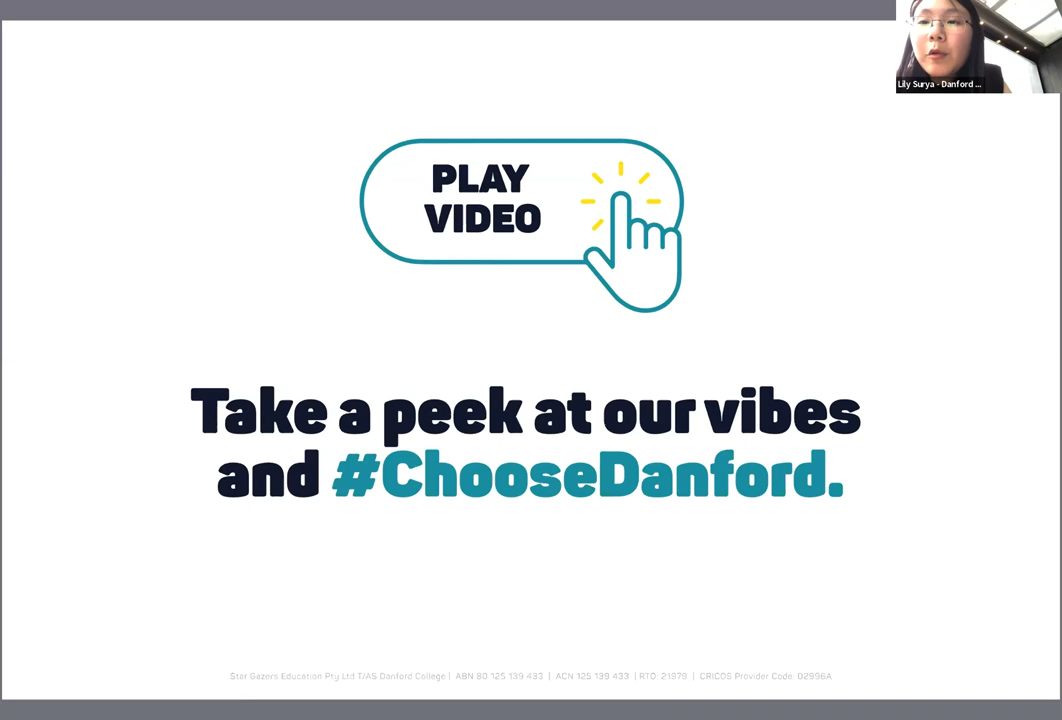 Lily Surya - Danford ...
PLAY
VIDEO
Take a peek at our vibes
and #ChooseDanford.
Star Gazers Education Pty Ltd T/AS Danford College | ABN 80 125 139 433 | ACN 125 139 433 | RTO: 21979 | CRICOS Provider Code: 02996A